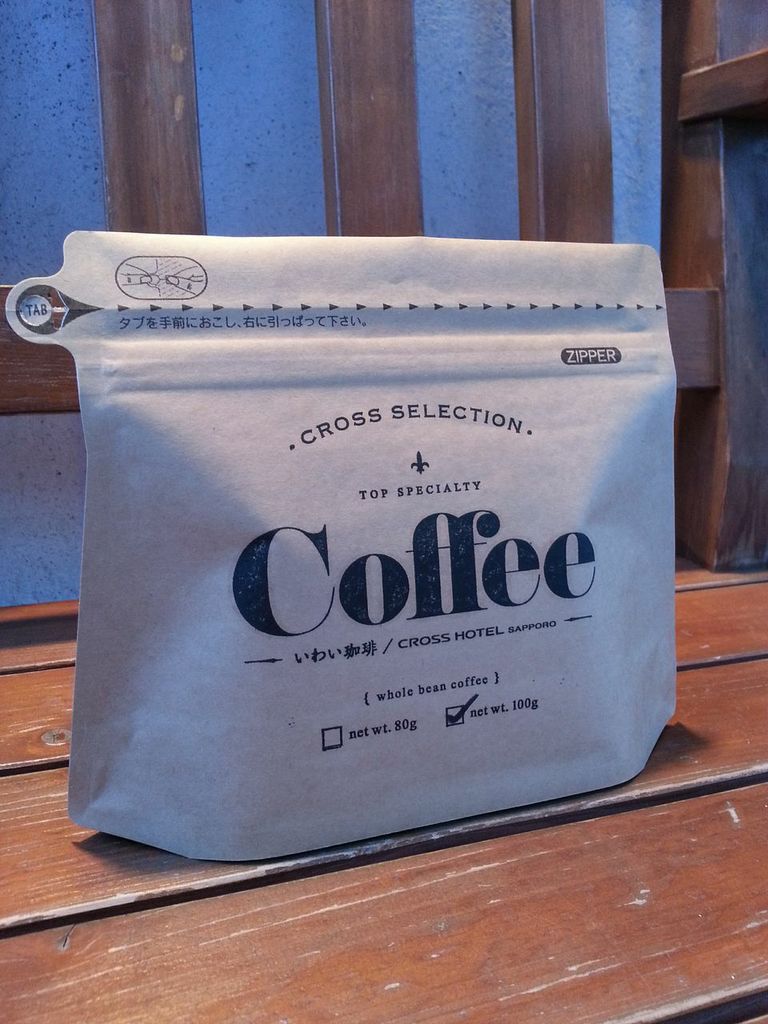 TAB
タブを手前におこし、右に引っぱって下さい。
ZIPPER
· CROSS SELECTION ·
TOP SPECIALTY
Coffee
いわい珈琲 / CROSS HOTEL SAPPORO
{ whole bean coffee }
net wt. 80g
net wt. 100g